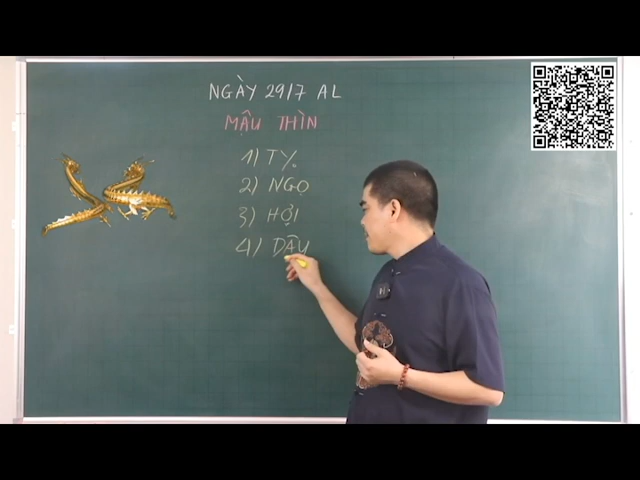 NGÀY 29/7 AL
MẬU THÌN
1) TỴ.
2) NGỌ
3) HỢI
4) DẬU